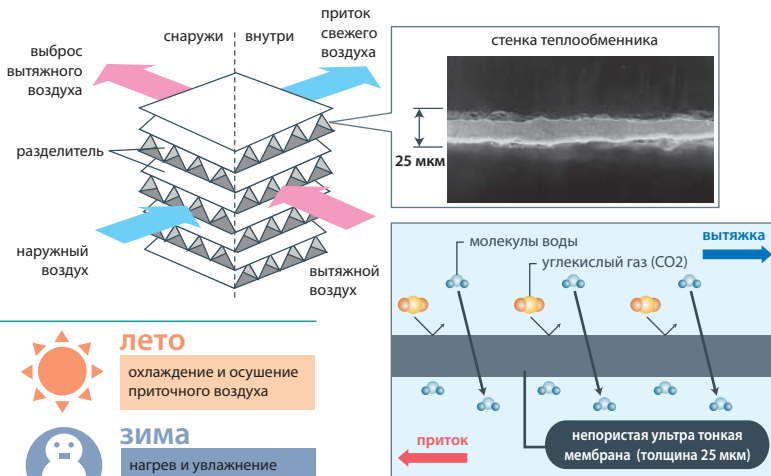 снаружи
внутри
приток
свежего
воздуха
выброс
вытяжного
воздуха
разделитель
наружный
воздух
вытяжной
воздух
стенка теплообменника
25 мкм
молекулы воды
углекислый газ (CO2)
вытяжка
приток
непористая ультра тонкая
мембрана (толщина 25 мкм)
лето
охлаждение и осушение
приточного воздуха
зима
нагрев и увлажнение